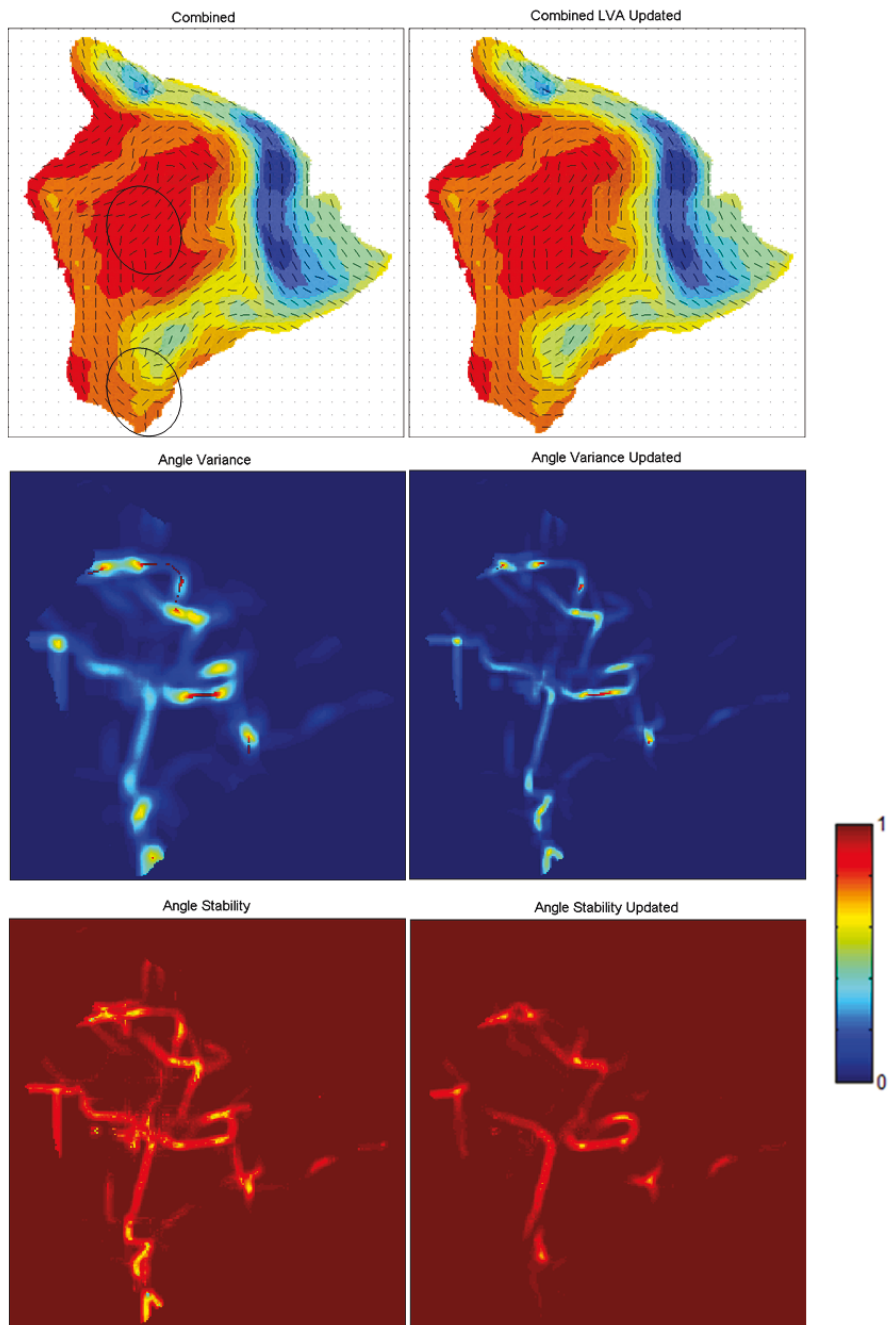 Combined
Combined LVA Updated
Angle Variance
Angle Variance Updated
Angle Stability
Angle Stability Updated
1
0